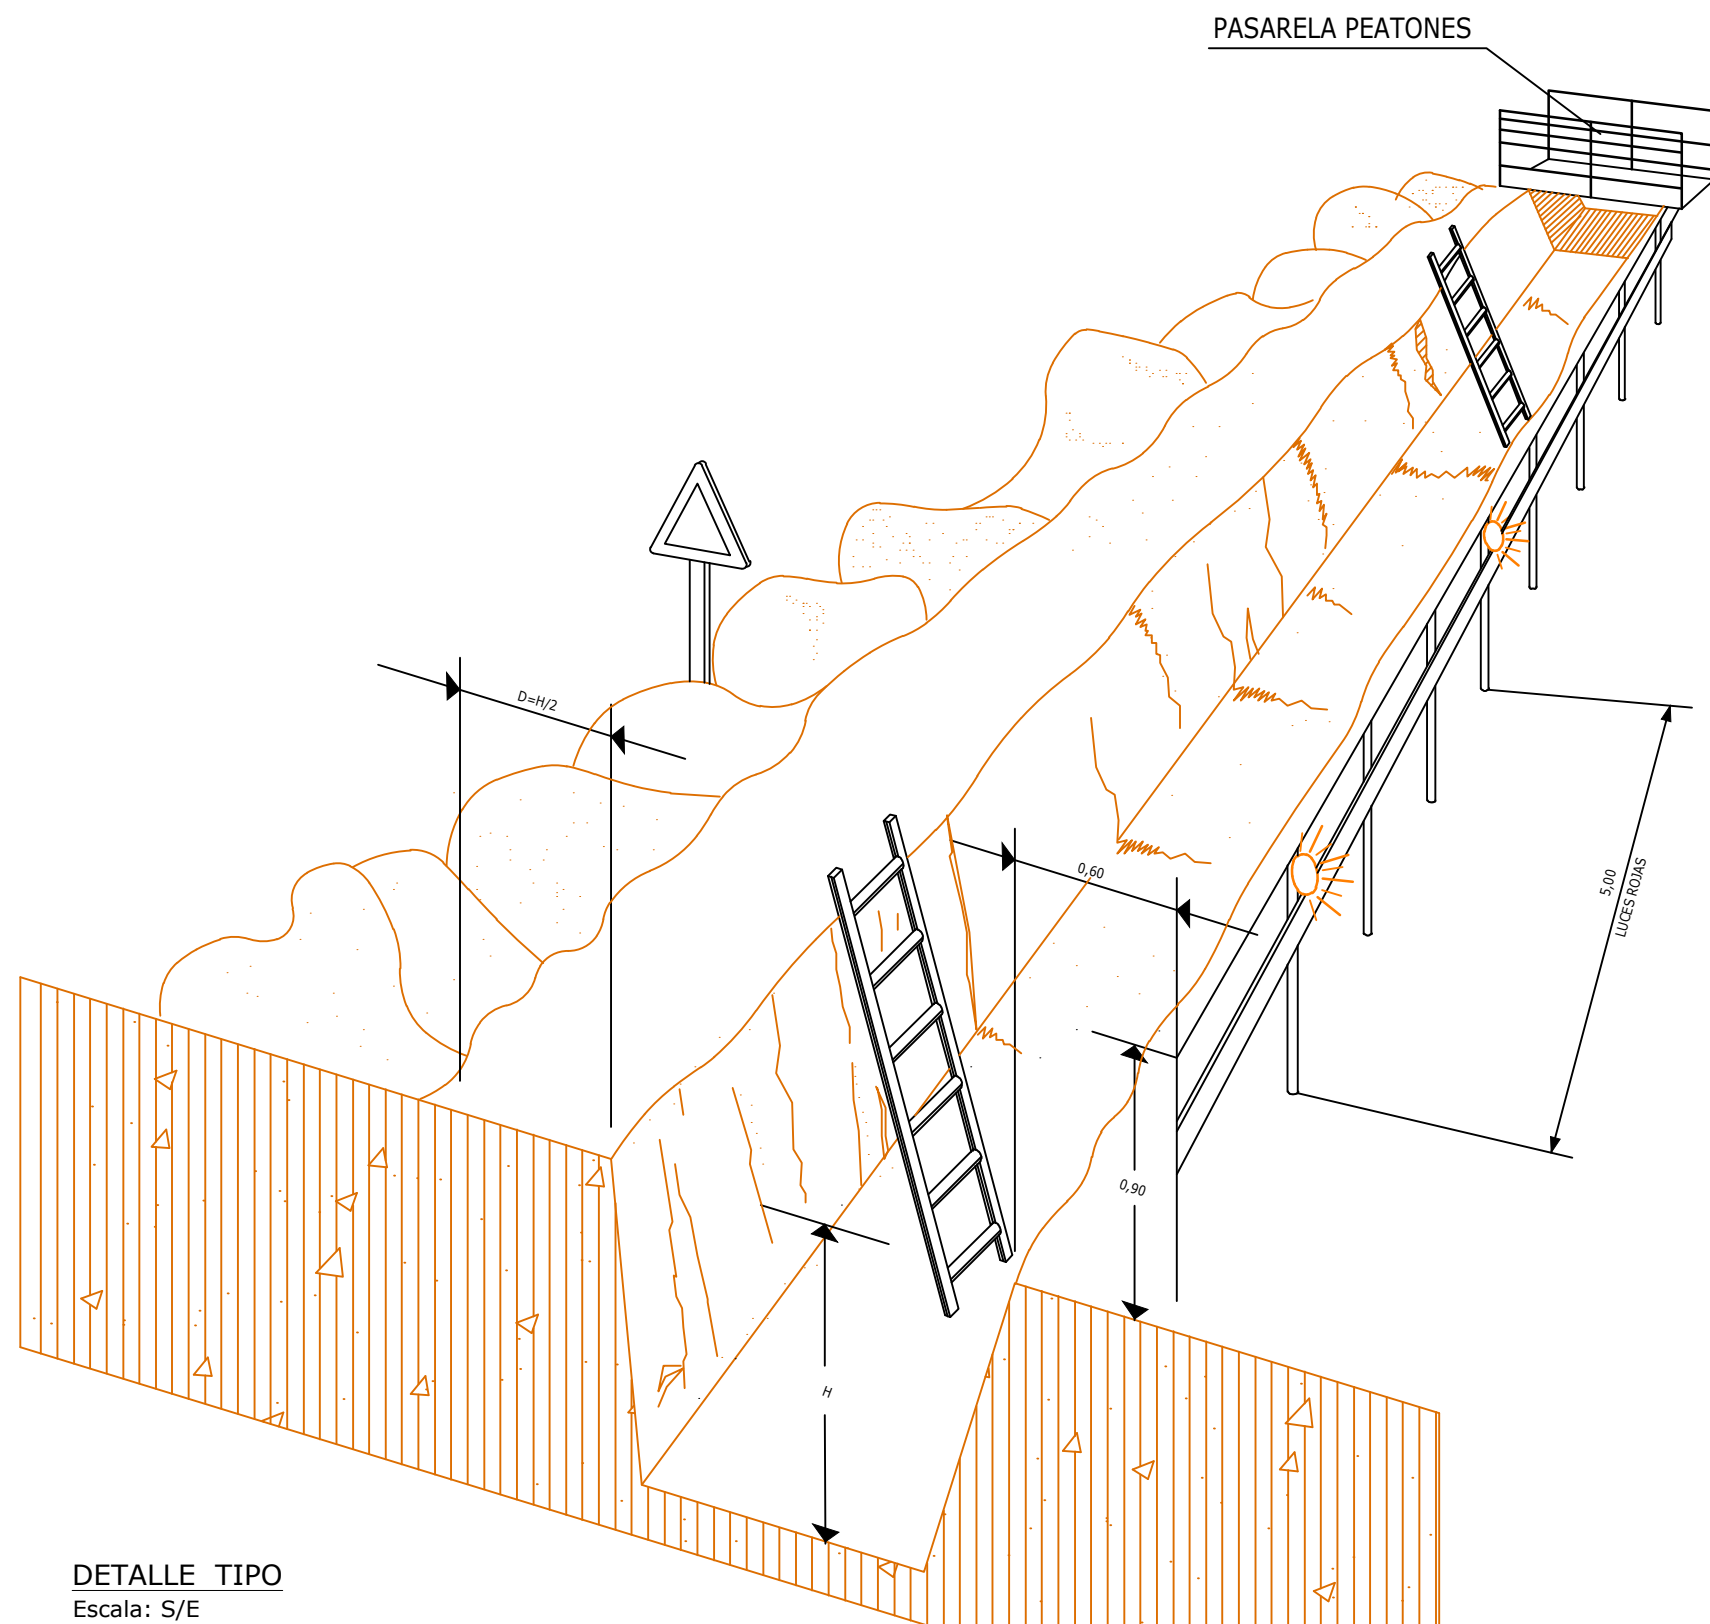 PASARELA PEATONES
D=H/2
0,60
5,00
LUCES ROJAS
0,90
H
DETALLE TIPO
Escala: S/E